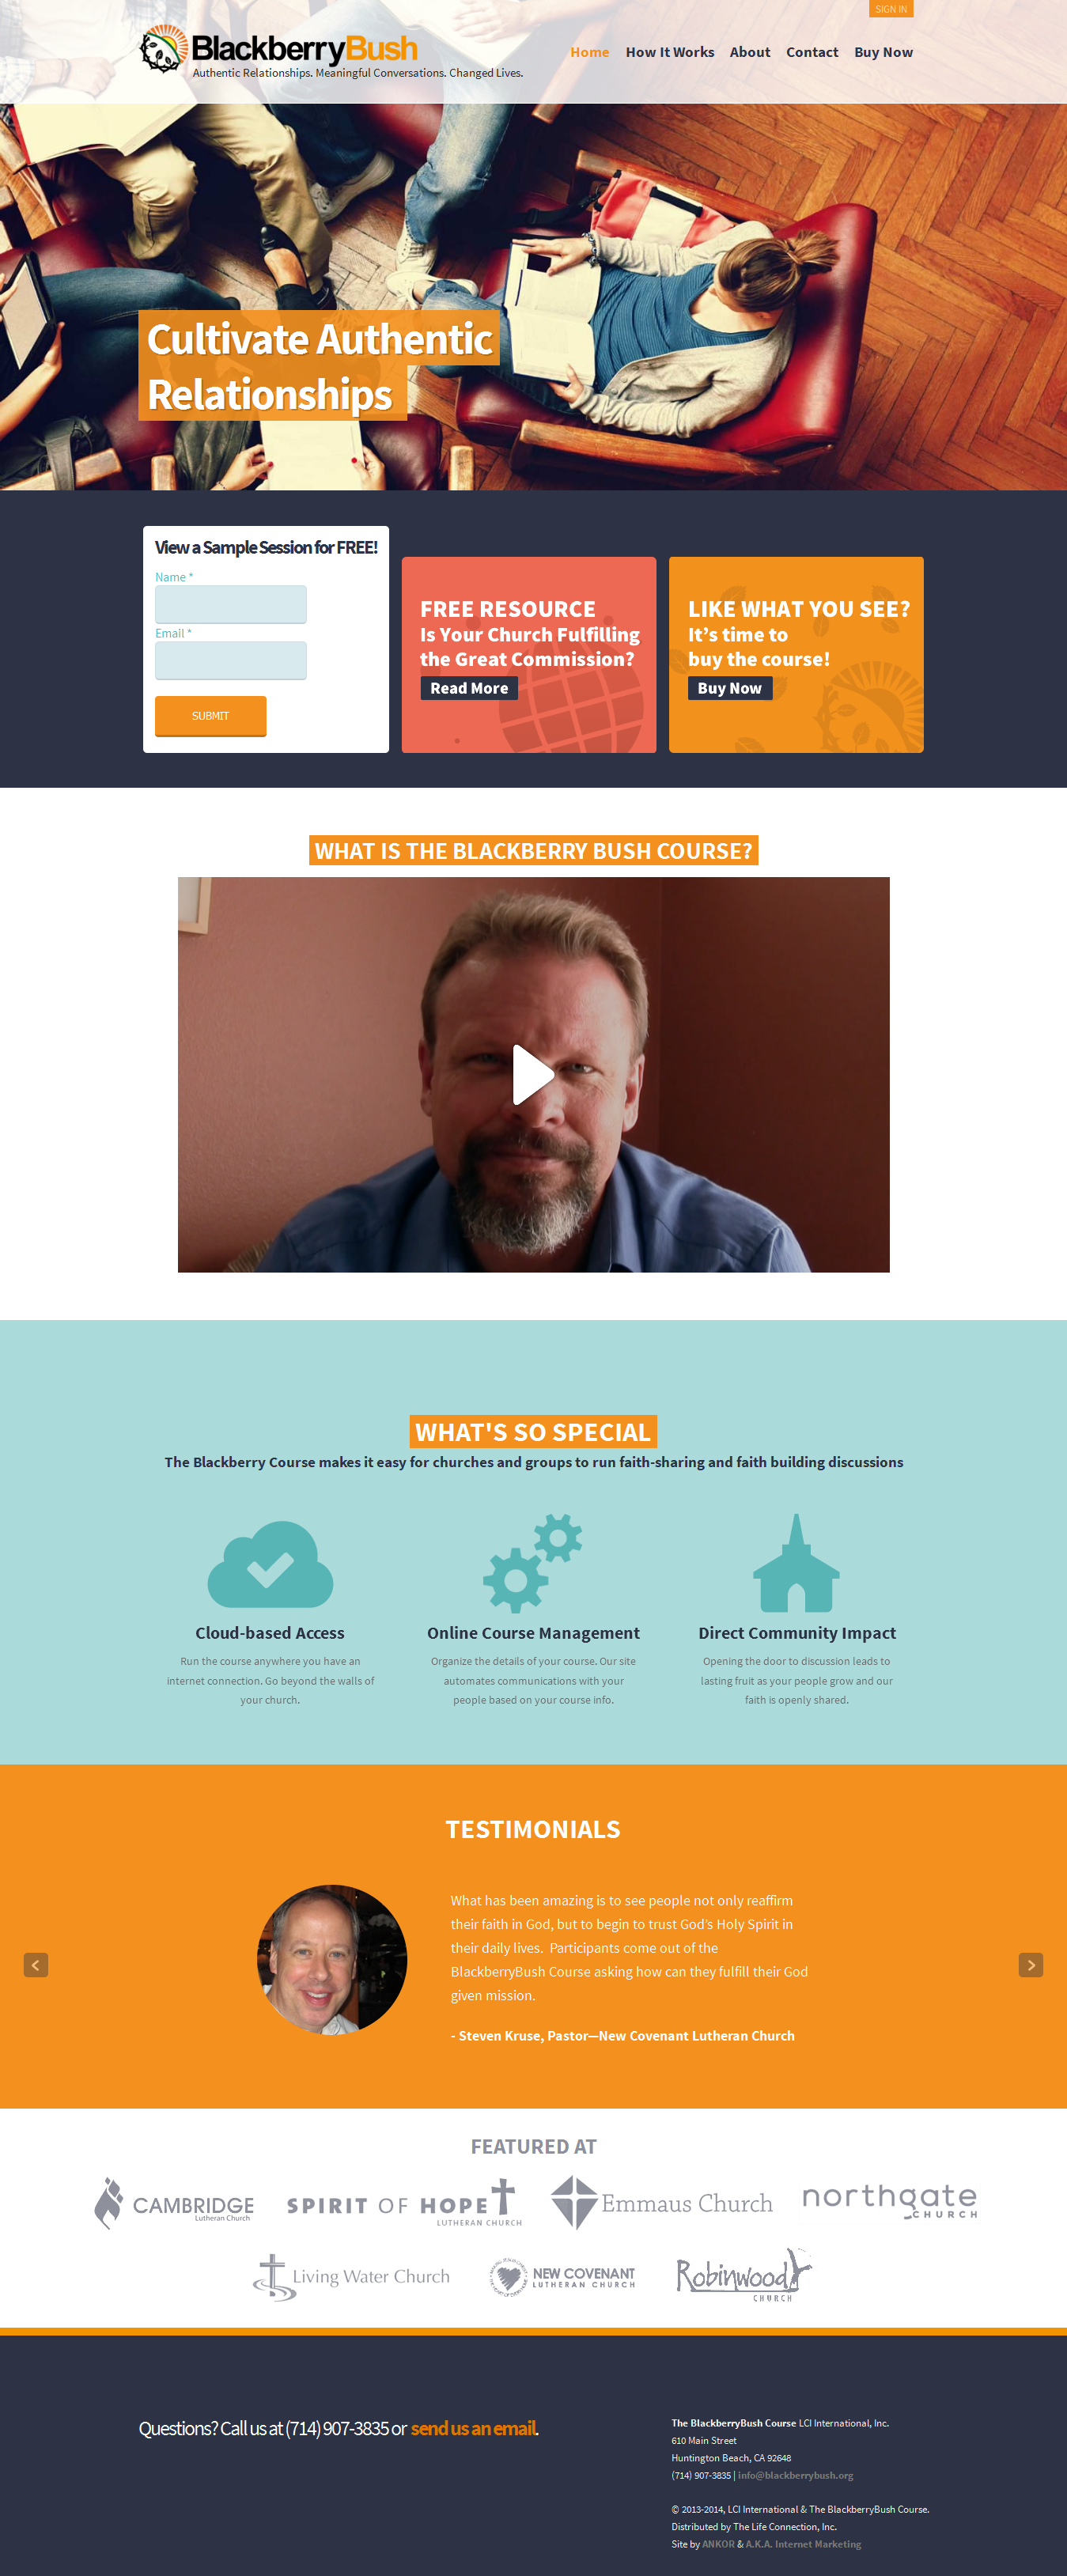 SIGN IN
BlackberryBush
Authentic Relationships. Meaningful Conversations. Changed Lives.
Home How It Works About Contact Buy Now
Cultivate Authentic
Relationships
View a Sample Session for FREE!
Name *
Email *
SUBMIT
FREE RESOURCE
Is Your Church Fulfilling
the Great Commission?
Read More
LIKE WHAT YOU SEE?
It’s time to
buy the course!
Buy Now
WHAT IS THE BLACKBERRY BUSH COURSE?
WHAT'S SO SPECIAL
The Blackberry Course makes it easy for churches and groups to run faith-sharing and faith building discussions
Cloud-based Access
Run the course anywhere you have an
internet connection. Go beyond the walls of
your church.
Online Course Management
Organize the details of your course. Our site
automates communications with your
people based on your course info.
Direct Community Impact
Opening the door to discussion leads to
lasting fruit as your people grow and our
faith is openly shared.
TESTIMONIALS
What has been amazing is to see people not only reaffirm
their faith in God, but to begin to trust God’s Holy Spirit in
their daily lives.  Participants come out of the
BlackberryBush Course asking how can they fulfill their God
given mission.
- Steven Kruse, Pastor—New Covenant Lutheran Church
FEATURED AT
CAMBRIDGE
Lutheran Church
SPIRIT OF HOPE
LUTHERAN CHURCH
Emmaus Church
northgate
CHURCH
Living Water Church
NEW COVENANT
LUTHERAN CHURCH
Robinwood
CHURCH
Questions? Call us at (714) 907-3835 or send us an email.
The BlackberryBush Course LCI International, Inc.
610 Main Street
Huntington Beach, CA 92648
(714) 907-3835 | info@blackberrybush.org
© 2013-2014, LCI International & The BlackberryBush Course.
Distributed by The Life Connection, Inc.
Site by ANKOR & A.K.A. Internet Marketing